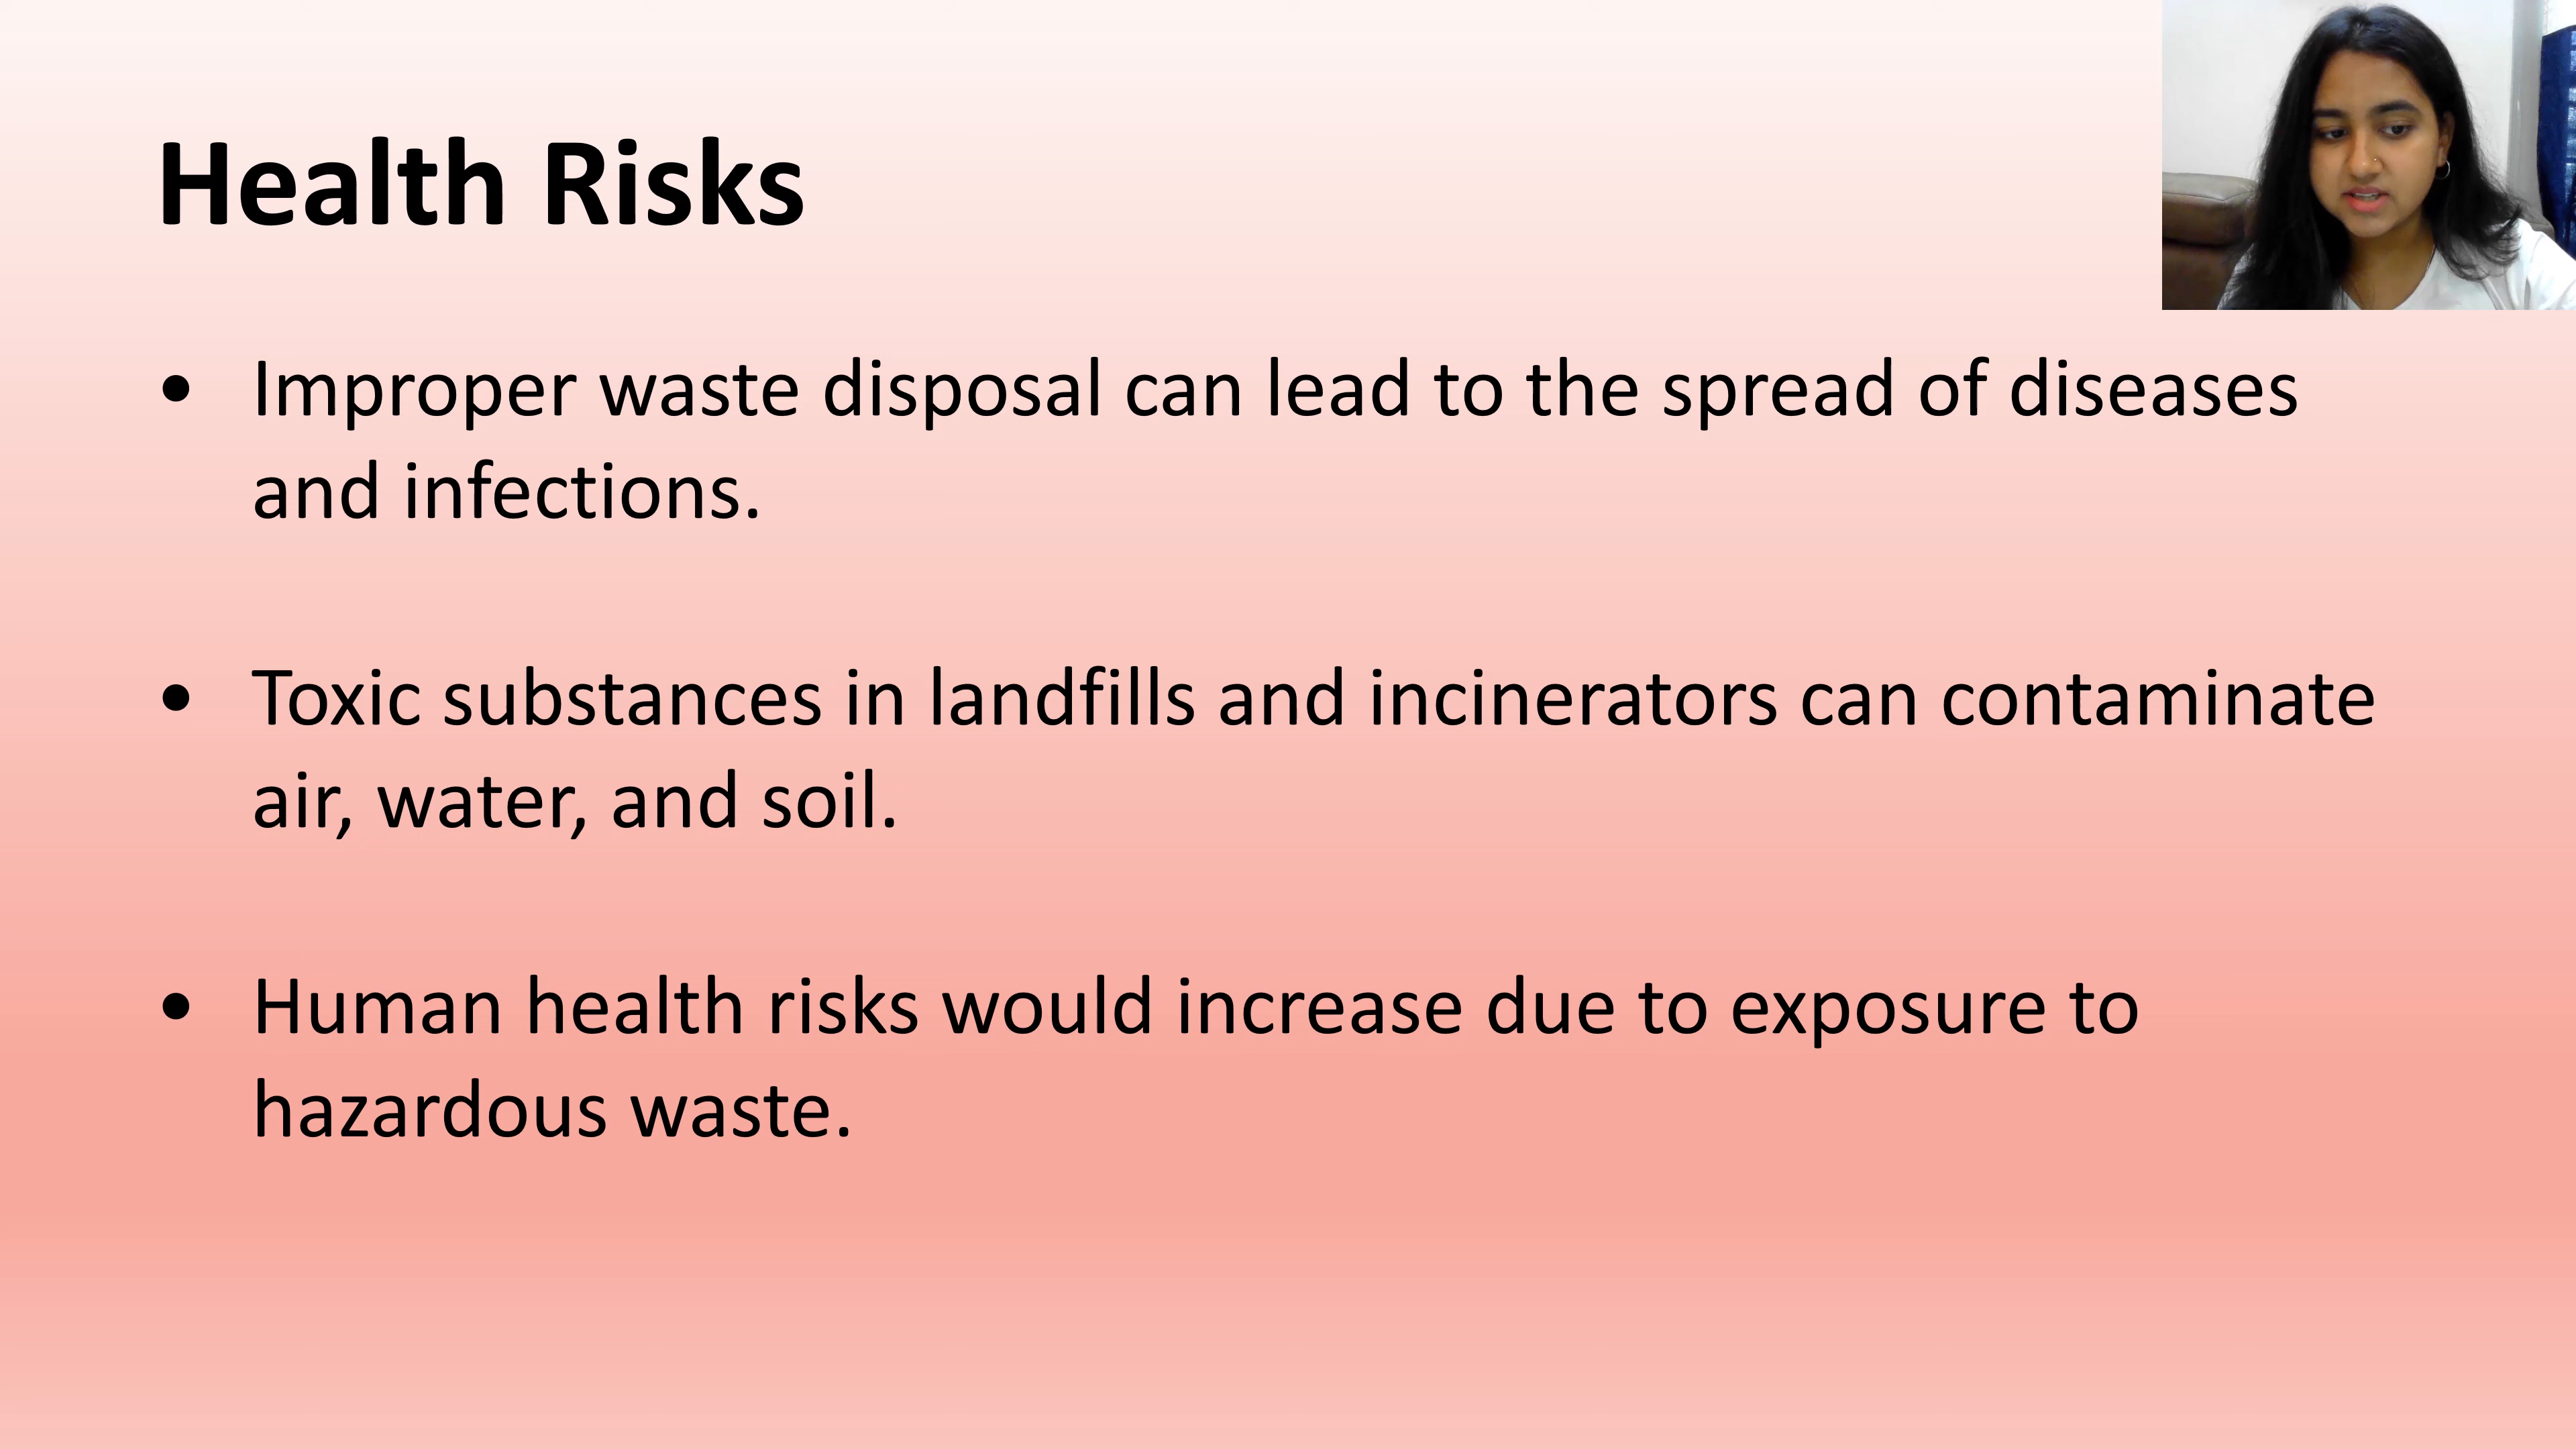 Health Risks
• Improper waste disposal can lead to the spread of diseases
and infections.
• Toxic substances in landfills and incinerators can contaminate
air, water, and soil.
• Human health risks would increase due to exposure to
hazardous waste.